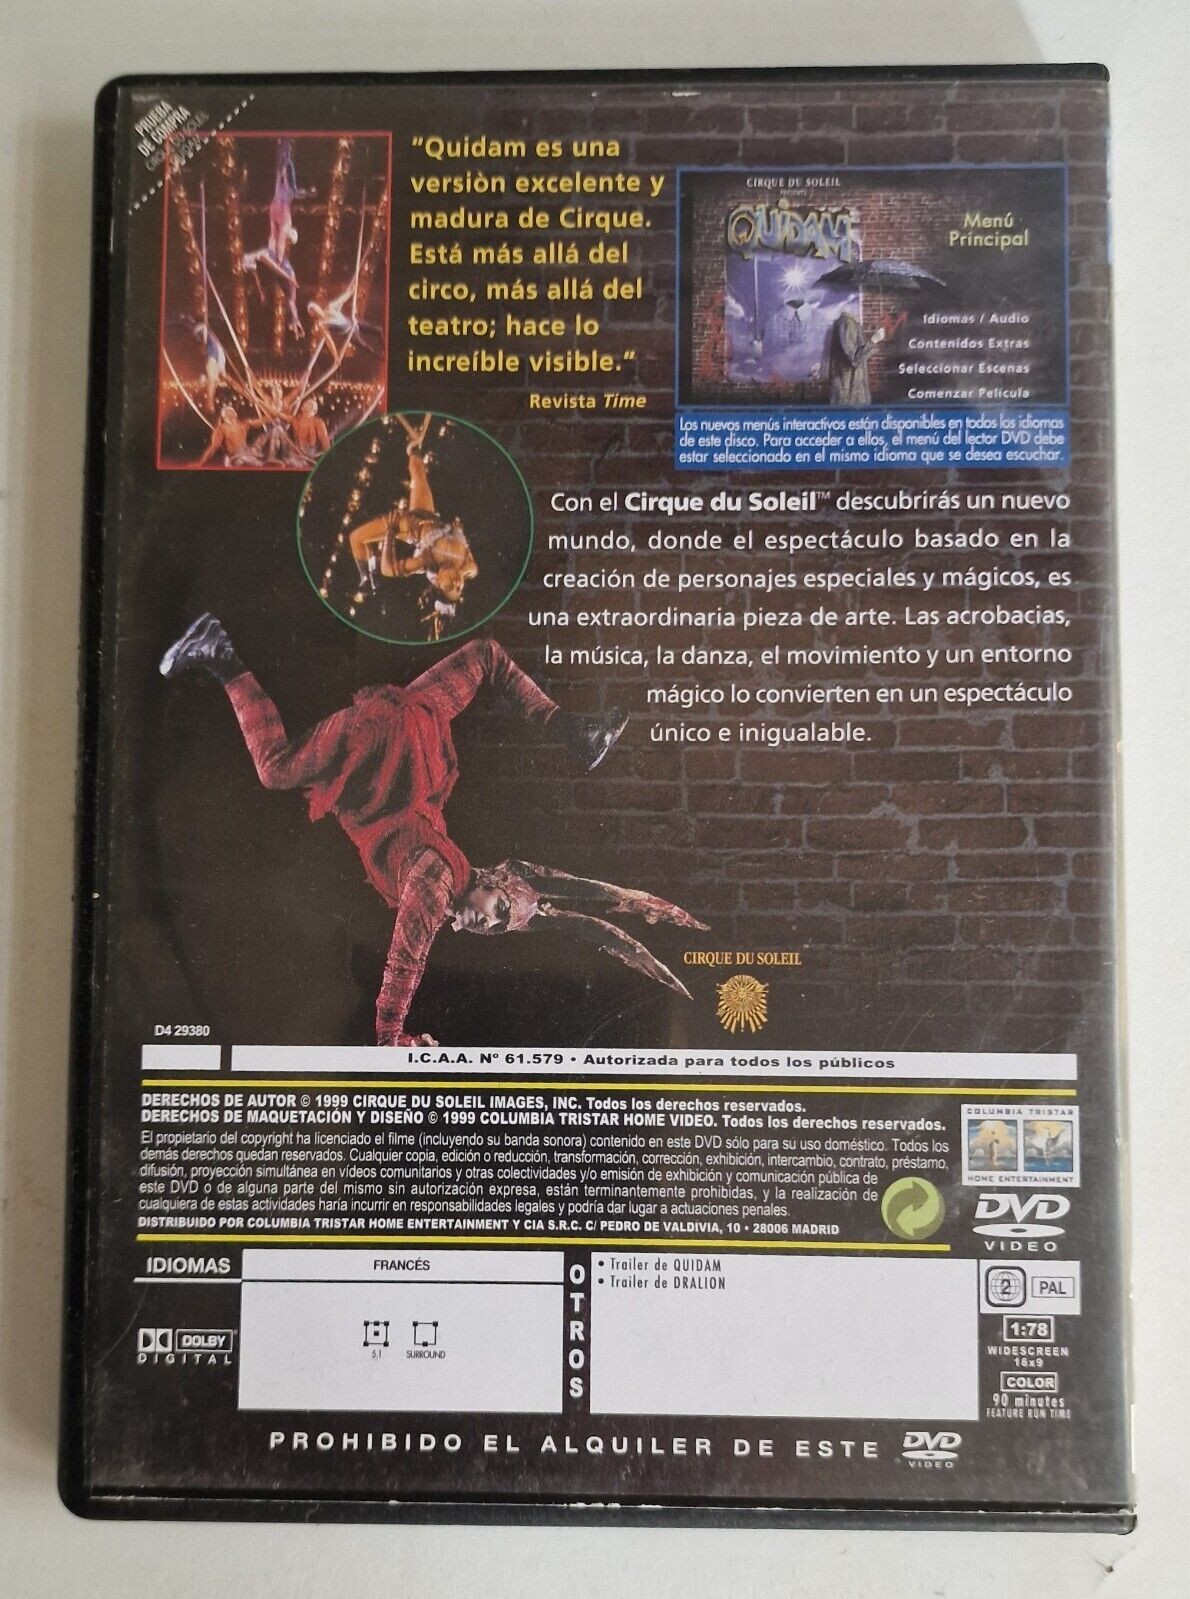 PRUEBA
DE COMPRA
CIRQUE DU SOLEIL
QUIDAM
"Quidam es una
versiòn excelente y
madura de Cirque.
Está más allá del
circo, más allá del
teatro; hace lo
increíble visible."
Revista Time
CIRQUE DU SOLEIL
PRESENTS
QUIDAM
Menú
Principal
Idiomas / Audio
Contenidos Extras
Seleccionar Escenas
Comenzar Película
Los nuevos menús interactivos están disponibles en todos los idiomas
de este disco. Para acceder a ellos, el menú del lector DVD debe
estar seleccionado en el mismo idioma que se desea escuchar.
Con el Cirque du Soleil™ descubrirás un nuevo
mundo, donde el espectáculo basado en la
creación de personajes especiales y mágicos, es
una extraordinaria pieza de arte. Las acrobacias,
la música, la danza, el movimiento y un entorno
mágico lo convierten en un espectáculo
único e inigualable.
CIRQUE DU SOLEIL
D4 29380
I.C.A.A. Nº 61.579 • Autorizada para todos los públicos
DERECHOS DE AUTOR © 1999 CIRQUE DU SOLEIL IMAGES, INC. Todos los derechos reservados.
DERECHOS DE MAQUETACIÓN Y DISEÑO © 1999 COLUMBIA TRISTAR HOME VIDEO. Todos los derechos reservados.
El propietario del copyright ha licenciado el filme (incluyendo su banda sonora) contenido en este DVD sólo para su uso doméstico. Todos los
demás derechos quedan reservados. Cualquier copia, edición o reducción, transformación, corrección, exhibición, intercambio, contrato, préstamo,
difusión, proyección simultánea en vídeos comunitarios y otras colectividades y/o emisión de exhibición y comunicación pública de
este DVD o de alguna parte del mismo sin autorización expresa, están terminantemente prohibidas, y la realización de
cualquiera de estas actividades haría incurrir en responsabilidades legales y podría dar lugar a actuaciones penales.
DISTRIBUIDO POR COLUMBIA TRISTAR HOME ENTERTAINMENT Y CIA S.R.C. C/ PEDRO DE VALDIVIA, 10 • 28006 MADRID
COLUMBIA TRISTAR
HOME ENTERTAINMENT
DVD
VIDEO
IDIOMAS
FRANCÉS
DOLBY
DIGITAL
5.1 SURROUND
OTROS
• Trailer de QUIDAM
• Trailer de DRALION
2 PAL
1:78
WIDESCREEN
16x9
COLOR
90 minutes
FEATURE RUN TIME
PROHIBIDO EL ALQUILER DE ESTE DVD
VIDEO